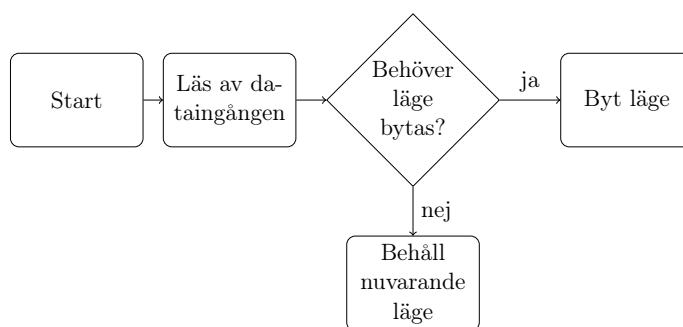 Start
Läs av da-
taingången
Behöver
läge
bytas?
ja
Byt läge
nej
Behåll
nuvarande
läge